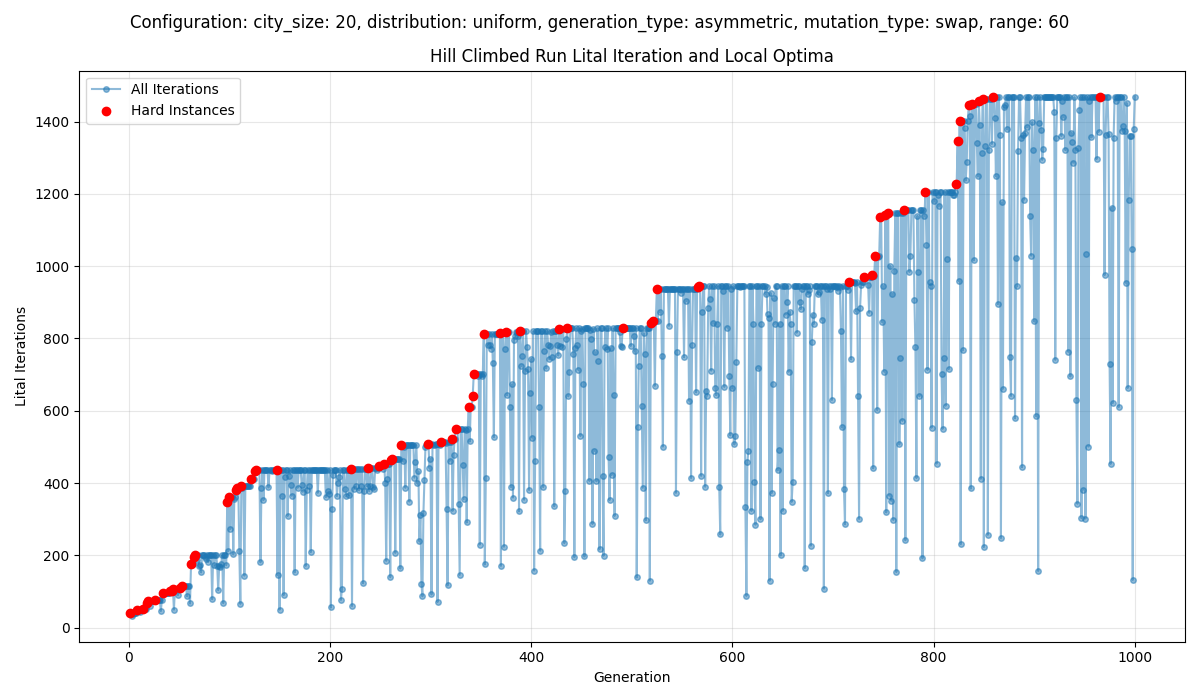 Configuration: city_size: 20, distribution: uniform, generation_type: asymmetric, mutation_type: swap, range: 60
Hill Climbed Run Lital Iteration and Local Optima
All Iterations
Hard Instances
Lital Iterations
1400
1200
1000
800
600
400
200
0
0 200 400 600 800 1000
Generation